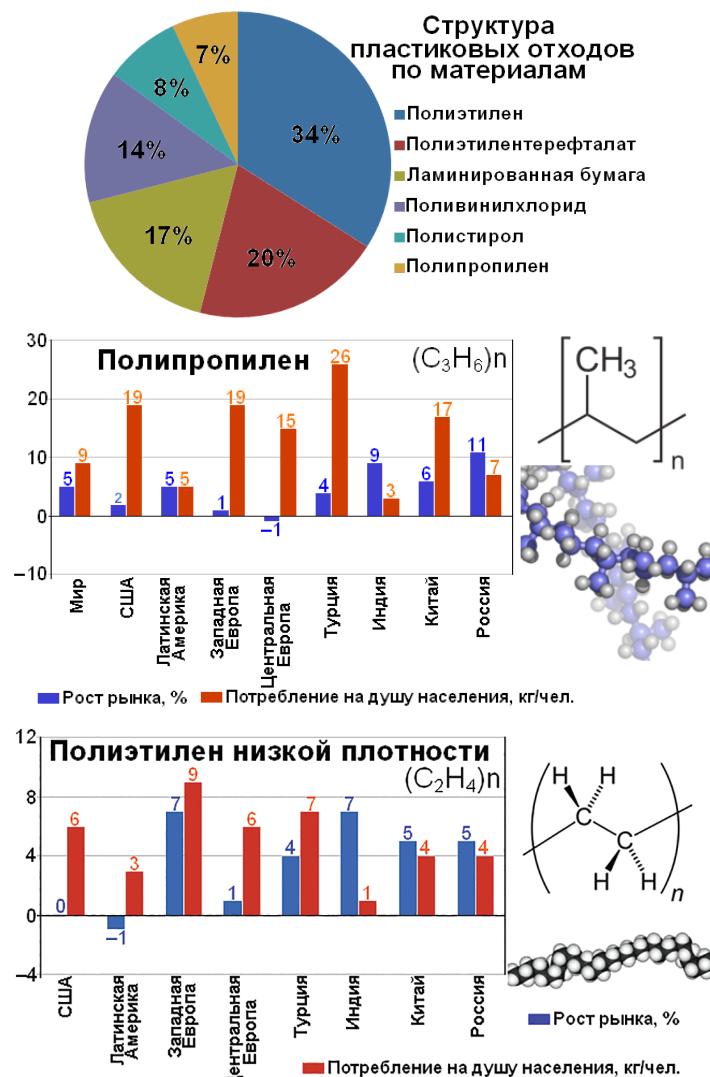 Структура
пластиковых отходов
по материалам
34%
20%
17%
14%
8%
7%
Полиэтилен
Полиэтилентерефталат
Ламинированная бумага
Поливинилхлорид
Полистирол
Полипропилен
Полипропилен
(C₃H₆)n
30
20
10
0
–10
5 9
2 19
5 5
1 19
–1 15
4 26
9 3
6 17
11 7
Мир
США
Латинская
Америка
Западная
Европа
Центральная
Европа
Турция
Индия
Китай
Россия
Рост рынка, % Потребление на душу населения, кг/чел.
CH₃
n
Полиэтилен низкой плотности
(C₂H₄)n
12
8
4
0
–4
0 6
–1 3
7 9
1 6
4 7
7 1
5 4
5 4
США
Латинская
Америка
Западная
Европа
Центральная
Европа
Турция
Индия
Китай
Россия
H H
C
C
H H
n
Рост рынка, %
Потребление на душу населения, кг/чел.